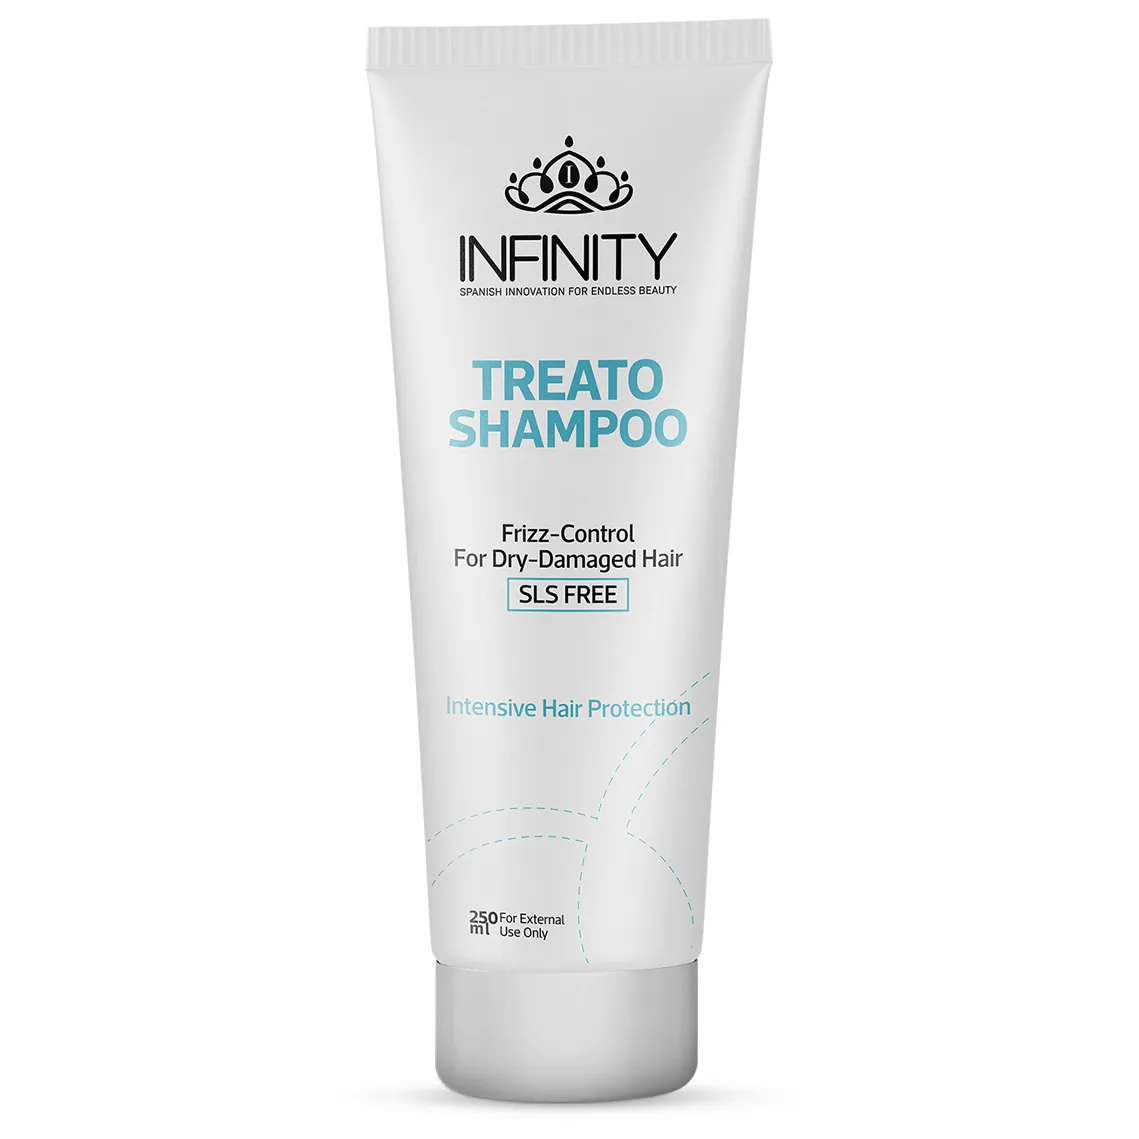 I
INFINITY
SPANISH INNOVATION FOR ENDLESS BEAUTY
TREATO
SHAMPOO
Frizz-Control
For Dry-Damaged Hair
SLS FREE
Intensive Hair Protection
250 ml For External
Use Only